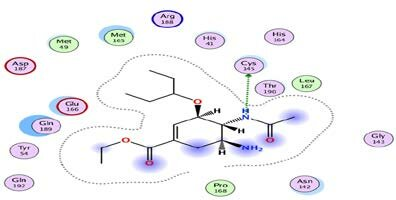 Arg
188
Met
165
His
41
His
164
Met
49
Cys
145
Asp
187
Thr
190
Leu
167
Glu
166
Gln
189
Tyr
54
Gln
192
Gly
143
Pro
168
Asn
142
O
H
H
N
H
H
O
O
O
NH2